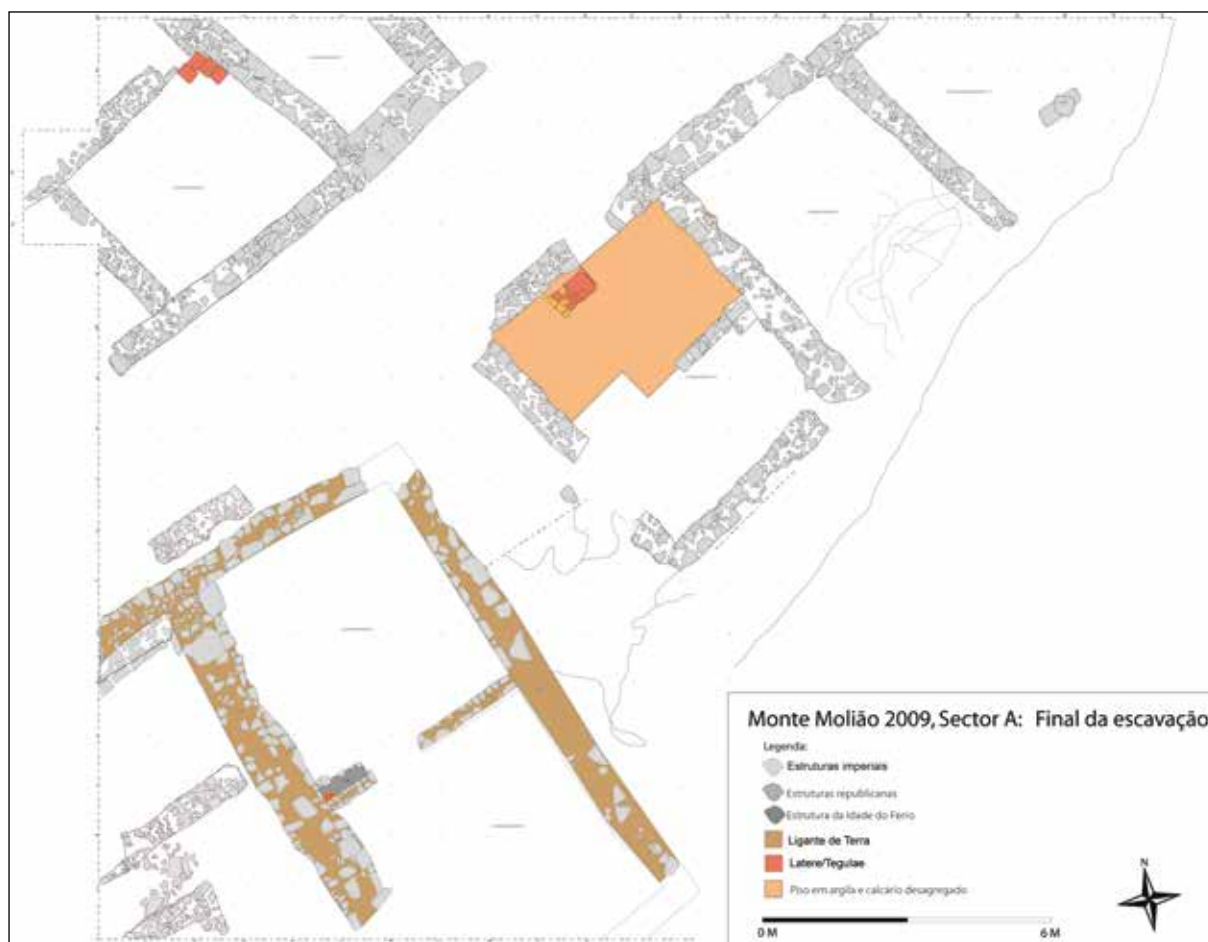 Monte Molião 2009, Sector A: Final da escavação
Legenda:
Estruturas imperiais
Estruturas republicanas
Estrutura da Idade do Ferro
Ligante de Terra
Latere/Tegulae
Piso em argila e calcário desagregado
N
0 M 6 M